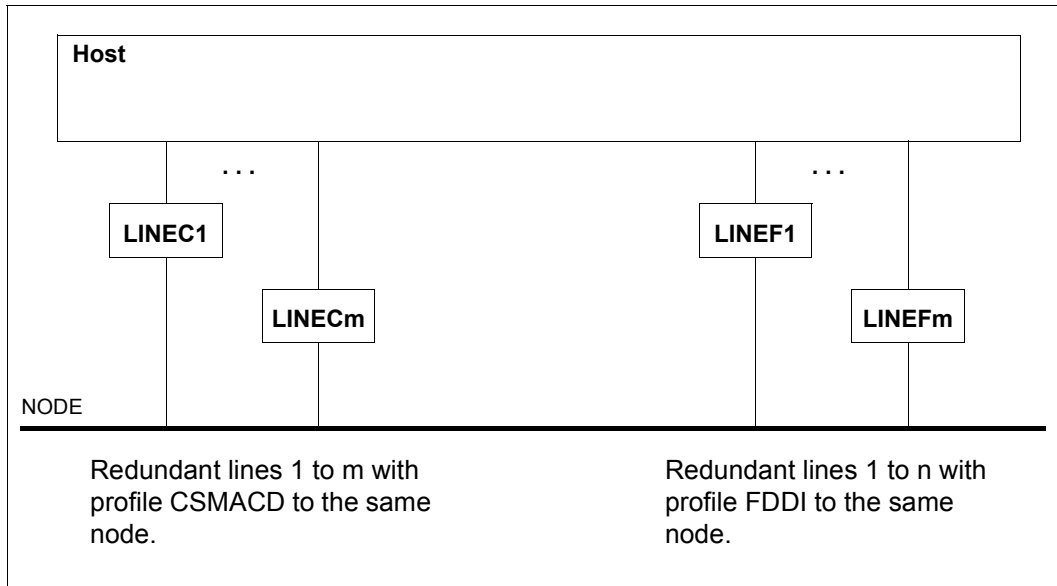 Host
. . .
. . .
LINEC1
LINEF1
LINECm
LINEFm
NODE
Redundant lines 1 to m with
profile CSMACD to the same
node.
Redundant lines 1 to n with
profile FDDI to the same
node.